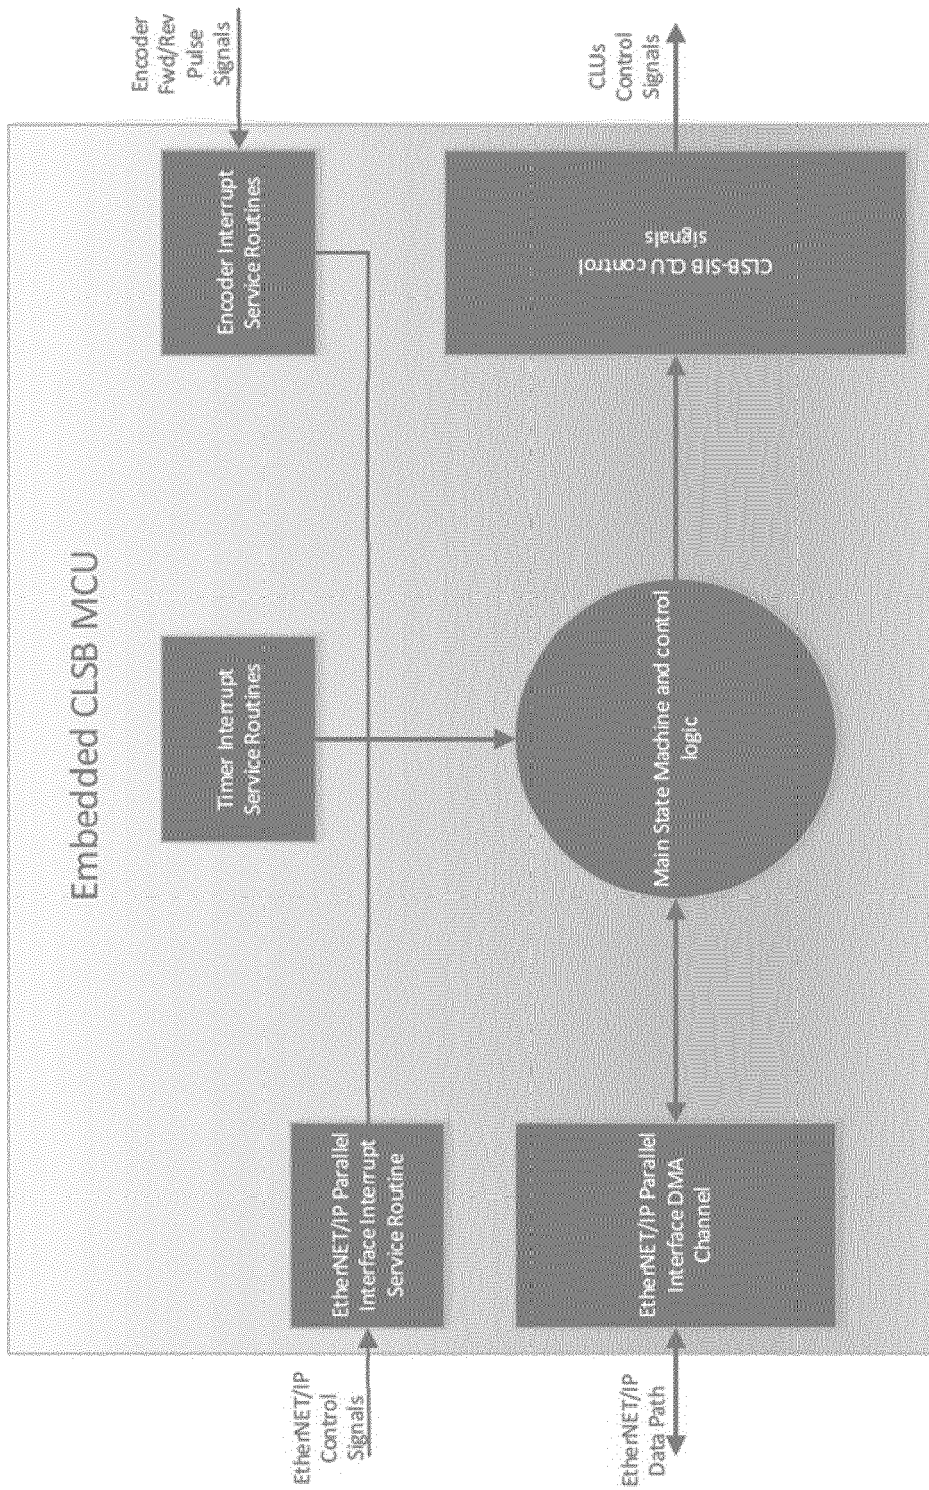 Embedded CLSB MCU
EtherNET/IP
Control
Signals
EtherNET/IP Parallel
Interface Interrupt
Service Routine
Timer Interrupt
Service Routines
Encoder Interrupt
Service Routines
Encoder
Fwd/Rev
Pulse
Signals
EtherNET/IP
Data Path
EtherNET/IP Parallel
Interface DMA
Channel
Main State Machine and control
logic
CLSB-SIB CLU control
signals
CLUs
Control
Signals